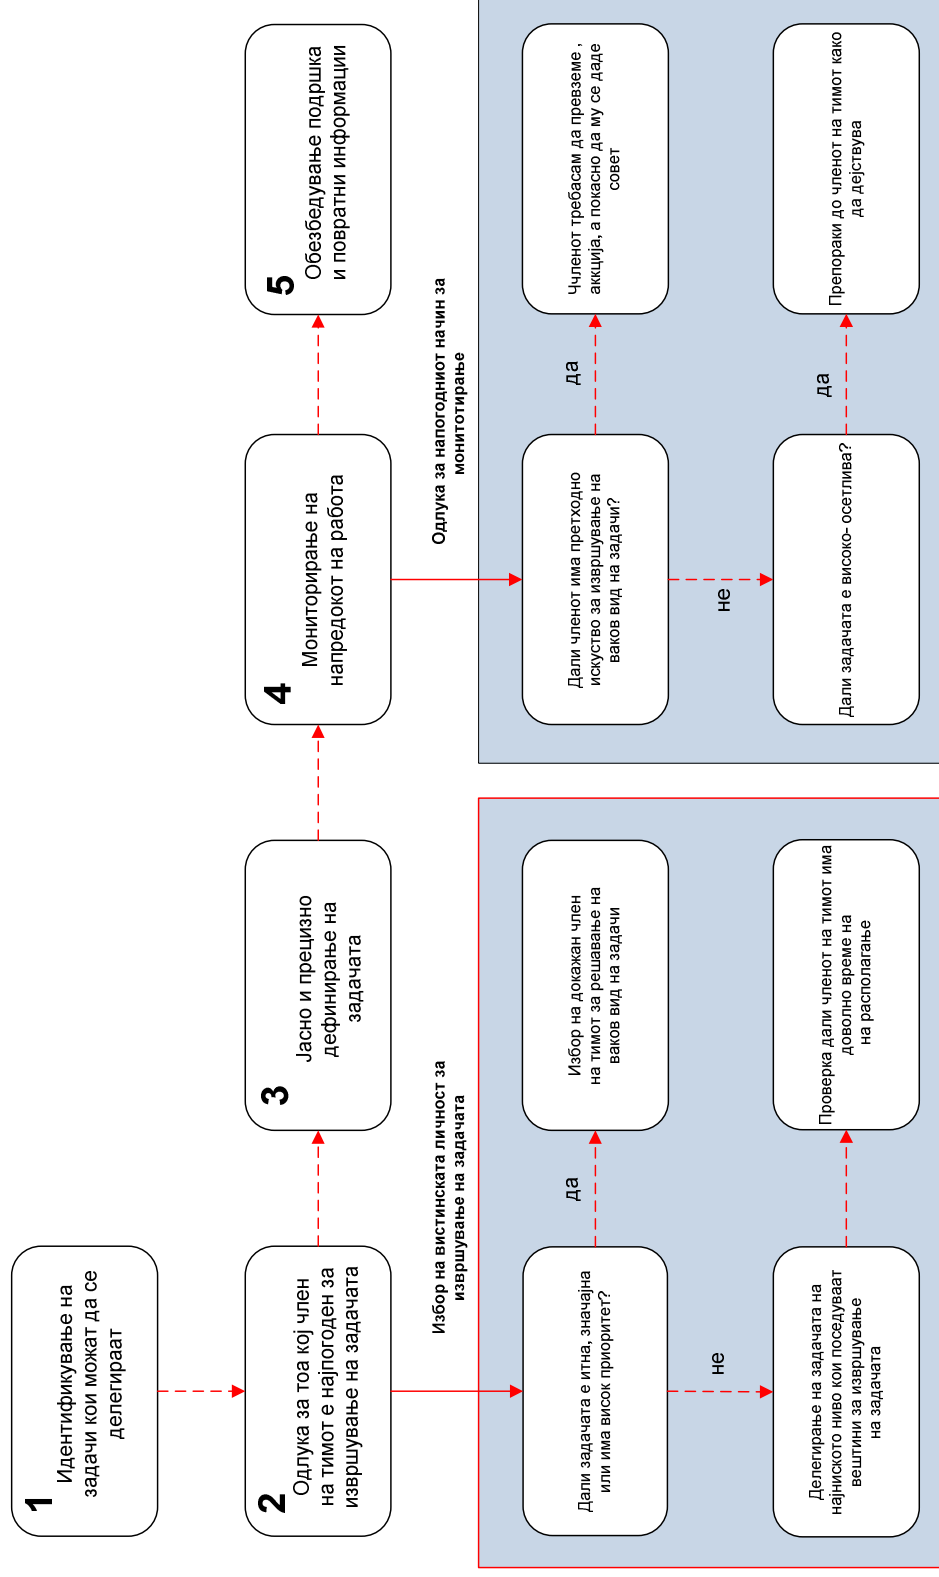 1
Идентификување на
задачи кои можат да се
делегираат
2
Одлука за тоа кој член
на тимот е најпогоден за
извршување на задачата
3
Јасно и прецизно
дефинирање на
задачата
4
Мониторирање на
напредокот на работа
5
Обезбедување подршка
и повратни информации
Избор на вистинската личност за
извршување на задачата
Дали задачата е итна, значајна
или има висок приоритет?
да
Избор на докажан член
на тимот за решавање на
ваков вид на задачи
не
Делегирање на задачата на
најниското ниво кои поседуваат
вештини за извршување
на задачата
Проверка дали членот на тимот има
доволно време на
на располагање
Одлука за напогодниот начин за
монитотирање
Дали членот има претходно
искуство за извршување на
ваков вид на задачи?
да
Ччленот требасам да превземе ,
аккција, а покасно да му се даде
совет
не
Дали задачата е високо- осетлива?
да
Препораки до членот на тимот како
да дејствува